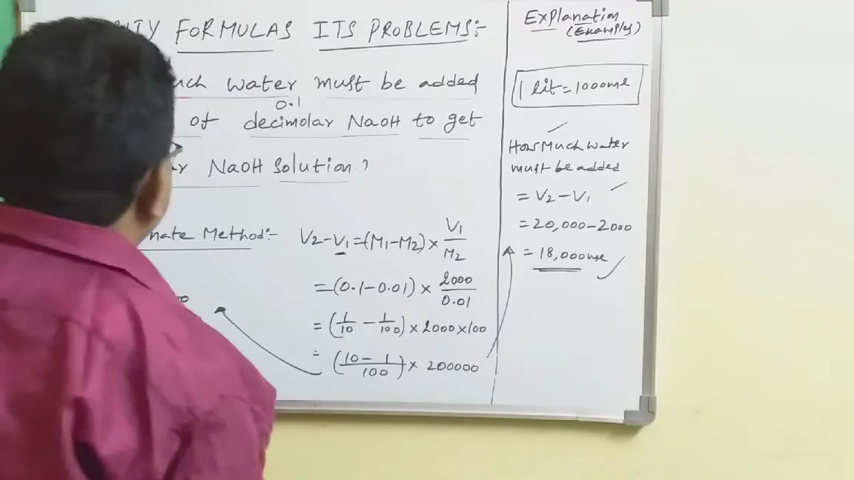 FORMULAS ITS PROBLEMS:-
water must be added
0.1
of decimolar NaOH to get
NaOH solution?
Method:- V2-V1=(M1-M2)×V1/M2
=(0.1-0.01)×2000/0.01
=(1/10-1/100)×2000×100
=(10-1/100)×200000
Explanation
(Examples)
1 lit=1000ml
How Much water
must be added
=V2-V1
=20,000-2000
=18,000ml